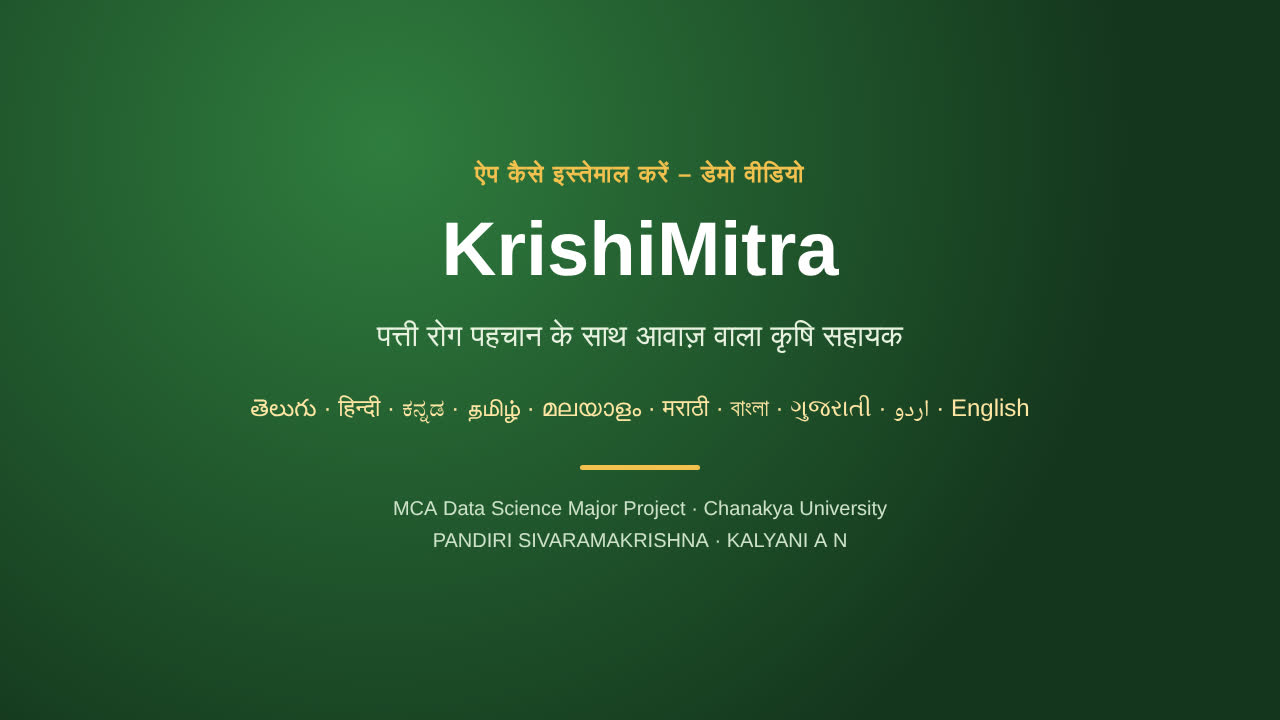 ऐप कैसे इस्तेमाल करें – डेमो वीडियो
KrishiMitra
पत्ती रोग पहचान के साथ आवाज़ वाला कृषि सहायक
తెలుగు · हिन्दी · ಕನ್ನಡ · தமிழ் · മലയാളം · मराठी · বাংলা · ગુજરાતી · اردو · English
MCA Data Science Major Project · Chanakya University
PANDIRI SIVARAMAKRISHNA · KALYANI A N